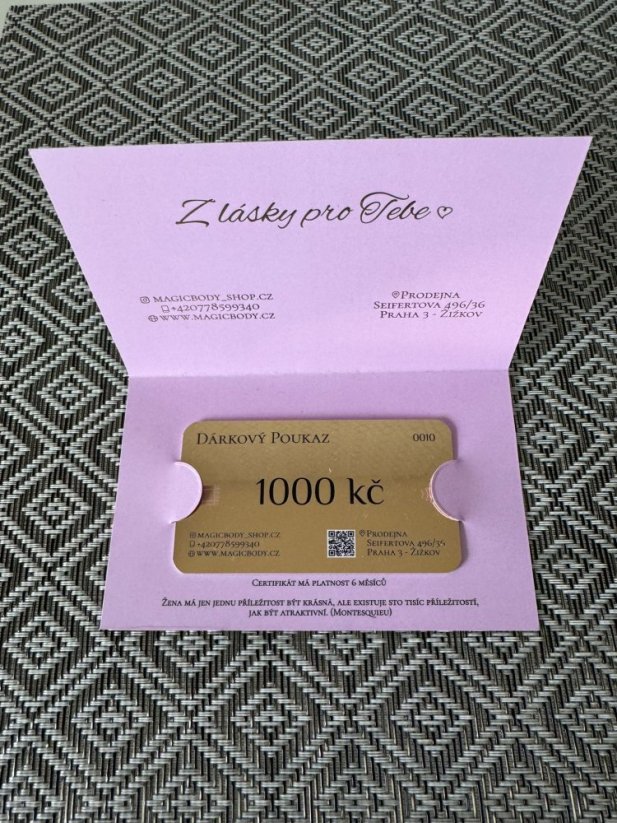 Z lásky pro Tebe
MAGICBODY_SHOP.CZ
+420778599340
WWW.MAGICBODY.CZ
PRODEJNA
SEIFERTOVA 496/36
PRAHA 3 - ŽIŽKOV
DÁRKOVÝ POUKAZ
0010
1000 kč
MAGICBODY_SHOP.CZ
+420778599340
WWW.MAGICBODY.CZ
PRODEJNA
SEIFERTOVA 496/35
PRAHA 3 - ŽIŽKOV
CERTIFIKÁT MÁ PLATNOST 6 MĚSÍCŮ
ŽENA MÁ JEN JEDNU PŘÍLEŽITOST BÝT KRÁSNÁ, ALE EXISTUJE STO TISÍC PŘÍLEŽITOSTÍ,
JAK BÝT ATRAKTIVNÍ. (MONTESQUIEU)